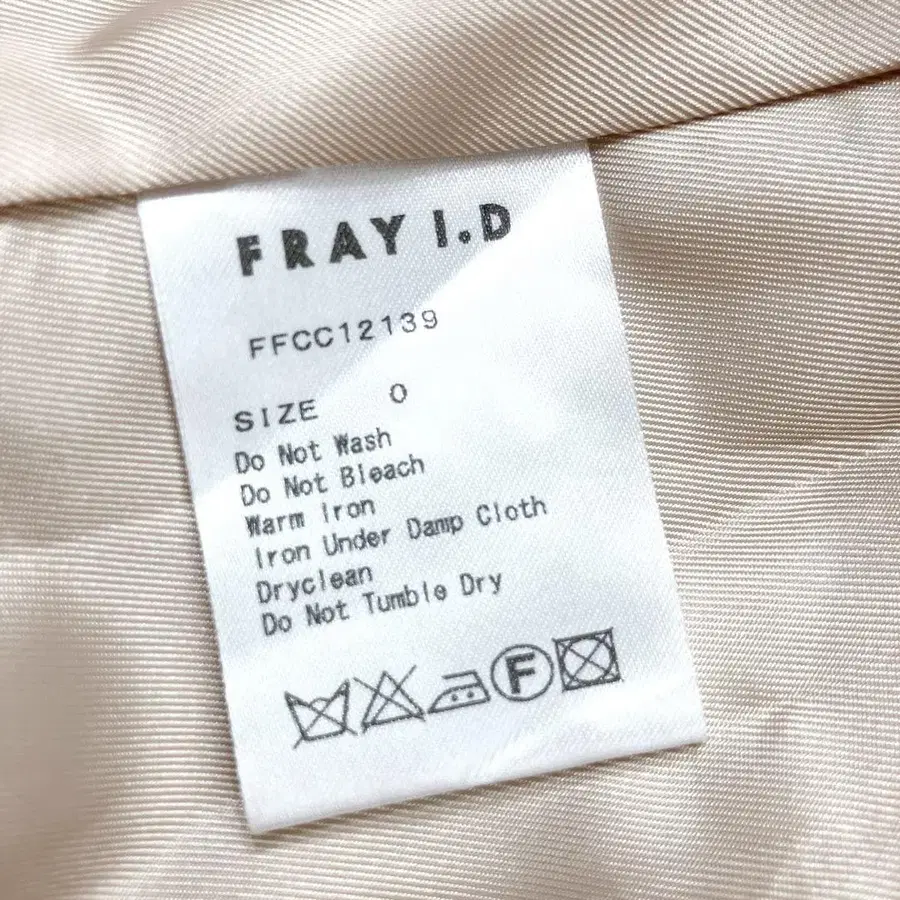 FRAY I.D
FFCC12139
SIZE 0
Do Not Wash
Do Not Bleach
Warm Iron
Iron Under Damp Cloth
Dryclean
Do Not Tumble Dry
F